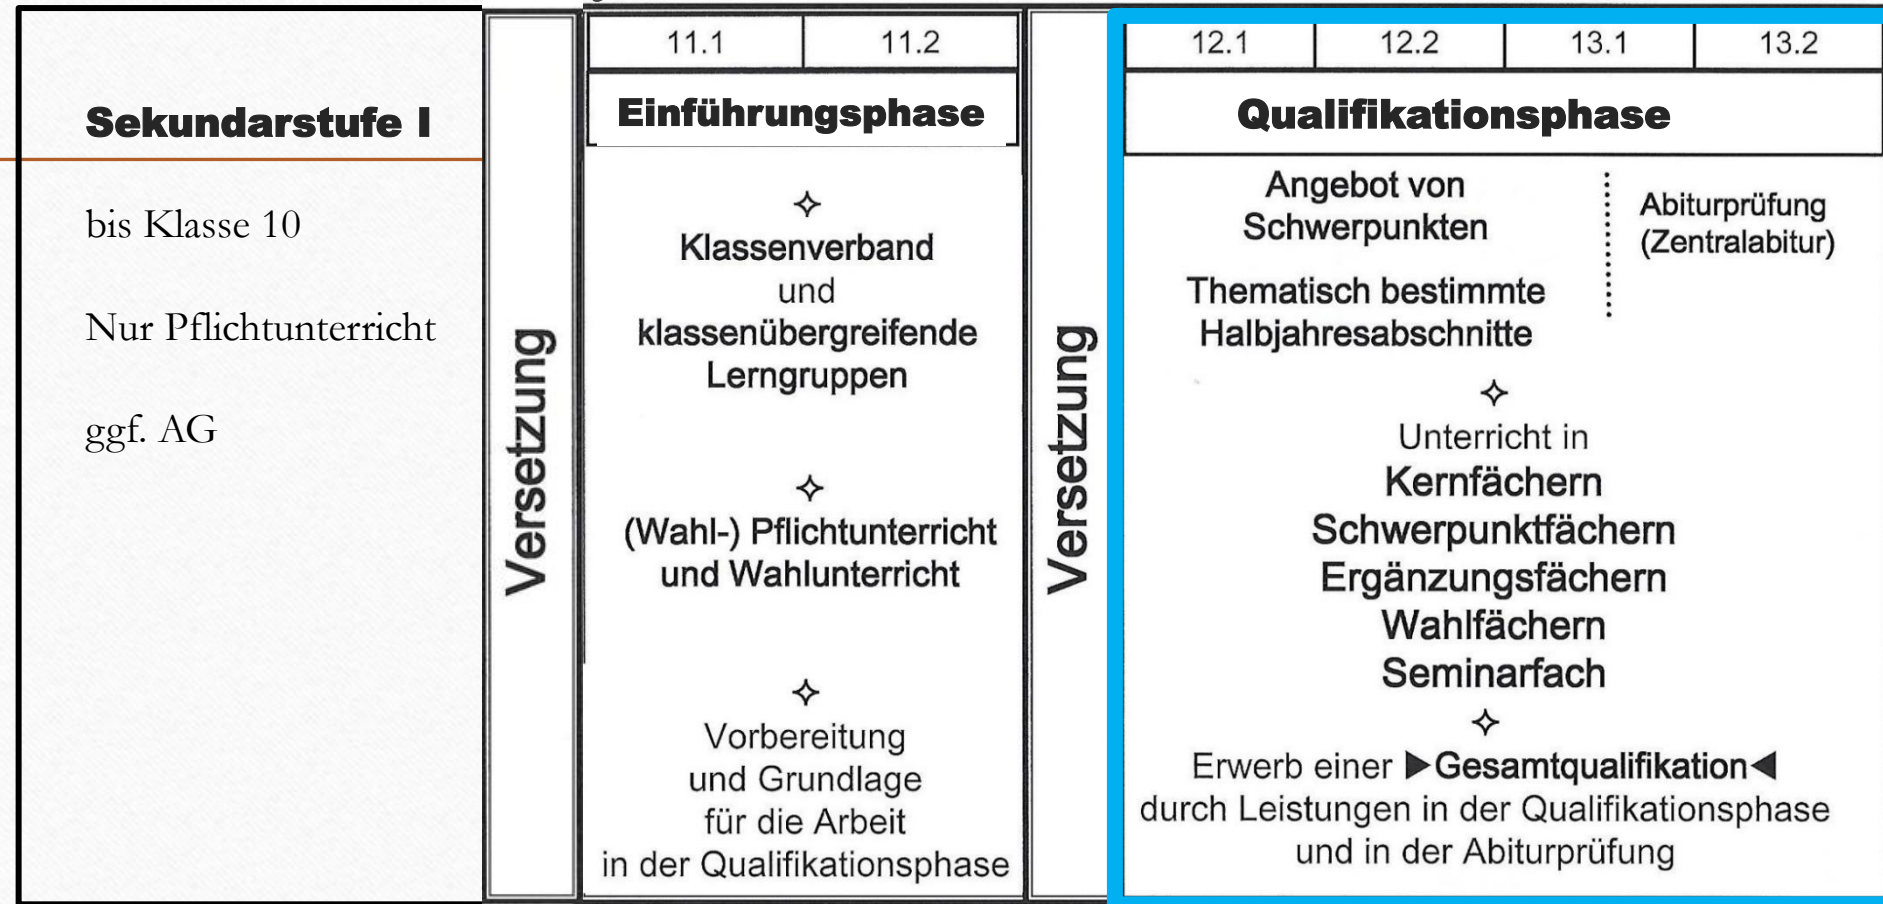 Sekundarstufe I
bis Klasse 10
Nur Pflichtunterricht
ggf. AG
Versetzung
11.1 11.2
Einführungsphase
Klassenverband
und
klassenübergreifende
Lerngruppen
(Wahl-) Pflichtunterricht
und Wahlunterricht
Vorbereitung
und Grundlage
für die Arbeit
in der Qualifikationsphase
Versetzung
12.1 12.2 13.1 13.2
Qualifikationsphase
Angebot von
Schwerpunkten
Thematisch bestimmte
Halbjahresabschnitte
Abiturprüfung
(Zentralabitur)
Unterricht in
Kernfächern
Schwerpunktfächern
Ergänzungsfächern
Wahlfächern
Seminarfach
Erwerb einer ▶Gesamtqualifikation◀
durch Leistungen in der Qualifikationsphase
und in der Abiturprüfung